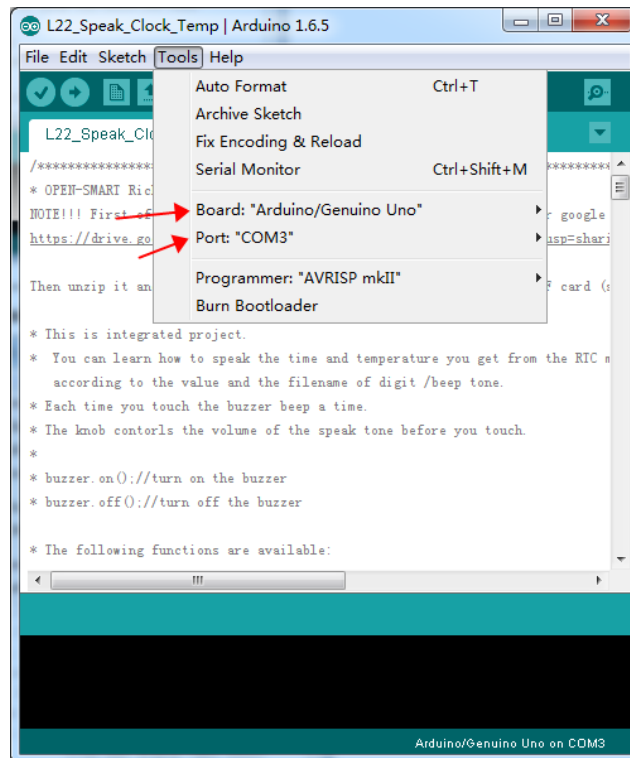 L22_Speak_Clock_Temp | Arduino 1.6.5
File Edit Sketch Tools Help
Auto Format Ctrl+T
Archive Sketch
Fix Encoding & Reload
Serial Monitor Ctrl+Shift+M
Board: "Arduino/Genuino Uno"
Port: "COM3"
Programmer: "AVRISP mkII"
Burn Bootloader
L22_Speak_Clo
/***************
* OPEN-SMART Ric
NOTE!!! First of r google
https://drive.go usp=shari
Then unzip it an F card (s
* This is integrated project.
* You can learn how to speak the time and temperature you get from the RTC m
according to the value and the filename of digit /beep tone.
* Each time you touch the buzzer beep a time.
* The knob contorls the volume of the speak tone before you touch.
*
* buzzer.on();//turn on the buzzer
* buzzer.off();//turn off the buzzer
* The following functions are available:
Arduino/Genuino Uno on COM3